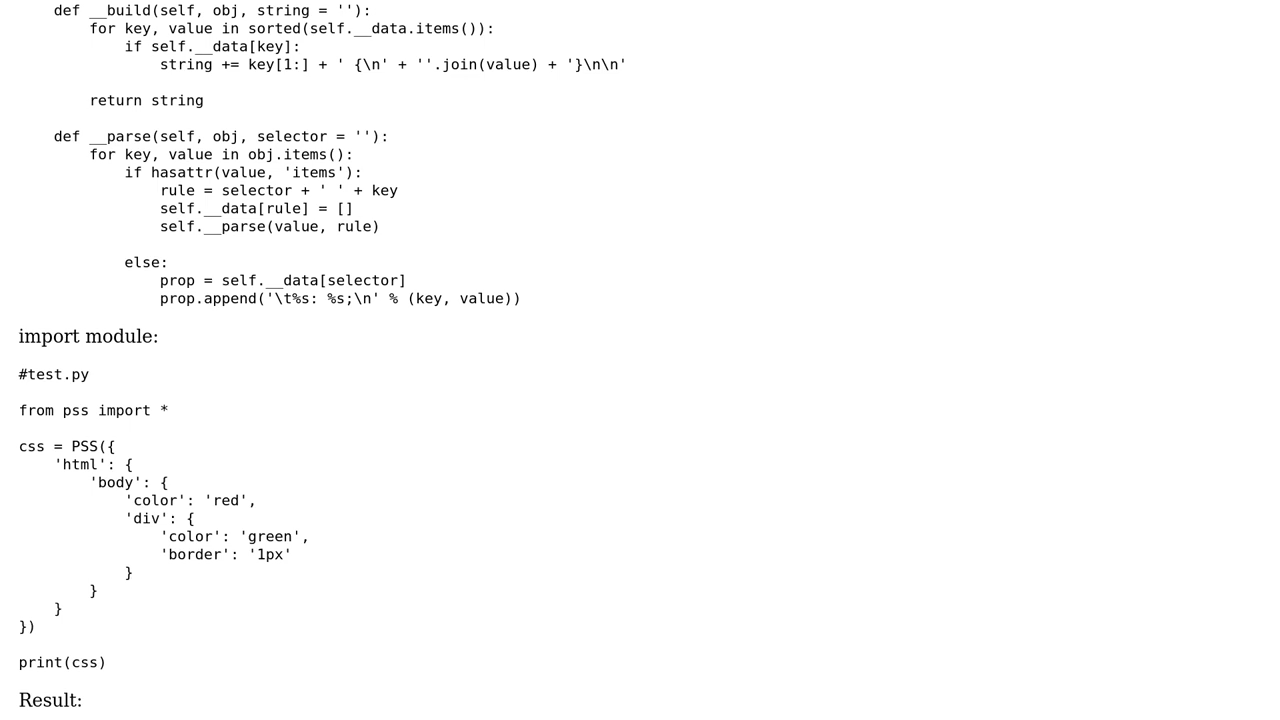 def __build(self, obj, string = ''):
        for key, value in sorted(self.__data.items()):
            if self.__data[key]:
                string += key[1:] + ' {\n' + ''.join(value) + '}\n\n'

        return string

    def __parse(self, obj, selector = ''):
        for key, value in obj.items():
            if hasattr(value, 'items'):
                rule = selector + ' ' + key
                self.__data[rule] = []
                self.__parse(value, rule)

            else:
                prop = self.__data[selector]
                prop.append('\t%s: %s;\n' % (key, value))

import module:

#test.py

from pss import *

css = PSS({
    'html': {
        'body': {
            'color': 'red',
            'div': {
                'color': 'green',
                'border': '1px'
            }
        }
    }
})

print(css)

Result: